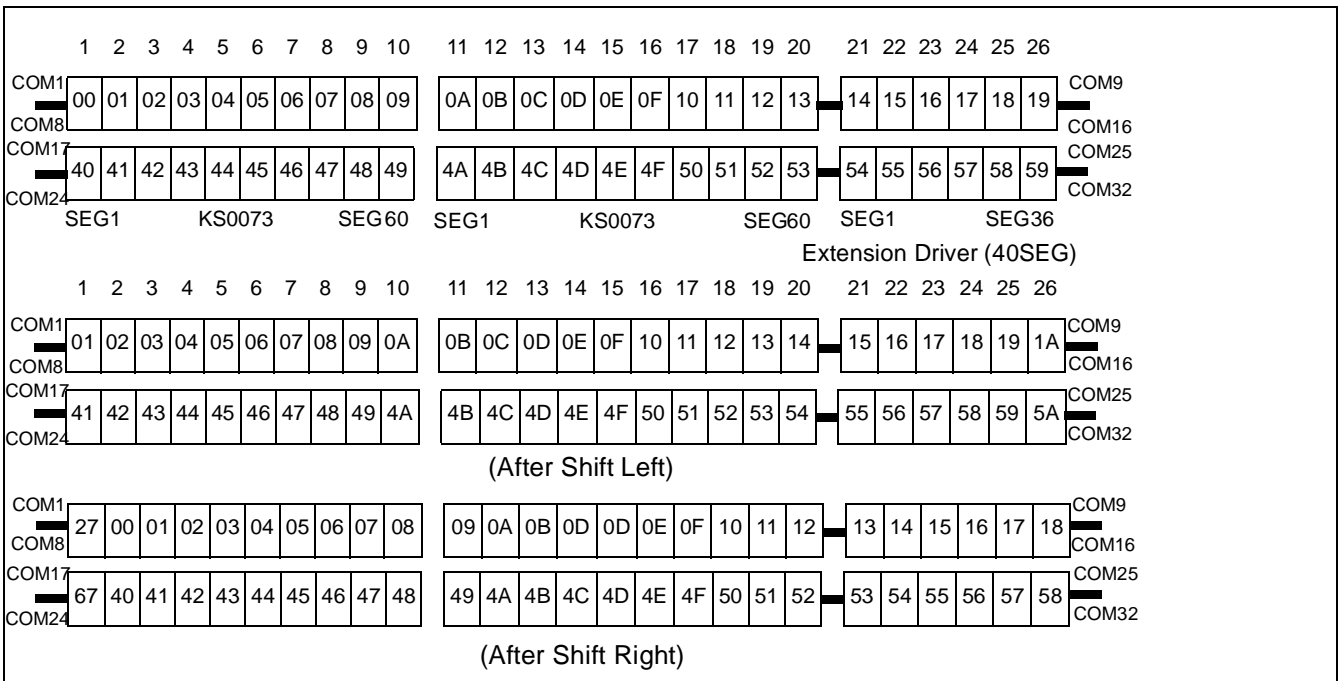 1 2 3 4 5 6 7 8 9 10 11 12 13 14 15 16 17 18 19 20 21 22 23 24 25 26
COM1 COM9
00 01 02 03 04 05 06 07 08 09 0A 0B 0C 0D 0E 0F 10 11 12 13 14 15 16 17 18 19
COM8 COM16
COM17 COM25
40 41 42 43 44 45 46 47 48 49 4A 4B 4C 4D 4E 4F 50 51 52 53 54 55 56 57 58 59
COM24 COM32
SEG1 KS0073 SEG60 SEG1 KS0073 SEG60 SEG1 SEG36
Extension Driver (40SEG)
1 2 3 4 5 6 7 8 9 10 11 12 13 14 15 16 17 18 19 20 21 22 23 24 25 26
COM1 COM9
01 02 03 04 05 06 07 08 09 0A 0B 0C 0D 0E 0F 10 11 12 13 14 15 16 17 18 19 1A
COM8 COM16
COM17 COM25
41 42 43 44 45 46 47 48 49 4A 4B 4C 4D 4E 4F 50 51 52 53 54 55 56 57 58 59 5A
COM24 COM32
(After Shift Left)
COM1 COM9
27 00 01 02 03 04 05 06 07 08 09 0A 0B 0D 0D 0E 0F 10 11 12 13 14 15 16 17 18
COM8 COM16
COM17 COM25
67 40 41 42 43 44 45 46 47 48 49 4A 4B 4C 4D 4E 4F 50 51 52 53 54 55 56 57 58
COM24 COM32
(After Shift Right)